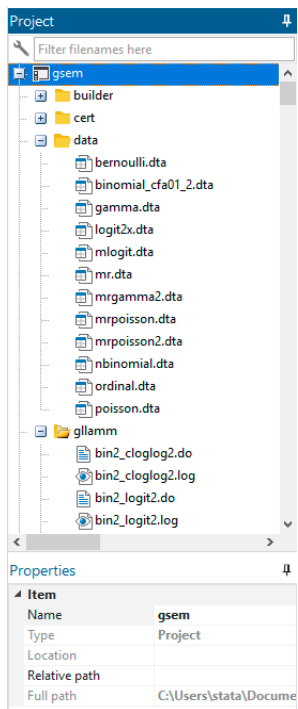 Project
Filter filenames here
gsem
builder
cert
data
bernoulli.dta
binomial_cfa01_2.dta
gamma.dta
logit2x.dta
mlogit.dta
mr.dta
mrgamma2.dta
mrpoisson.dta
mrpoisson2.dta
nbinomial.dta
ordinal.dta
poisson.dta
gllamm
bin2_cloglog2.do
bin2_cloglog2.log
bin2_logit2.do
bin2_logit2.log
Properties
Item
Name gsem
Type Project
Location
Relative path
Full path C:\Users\stata\Docume